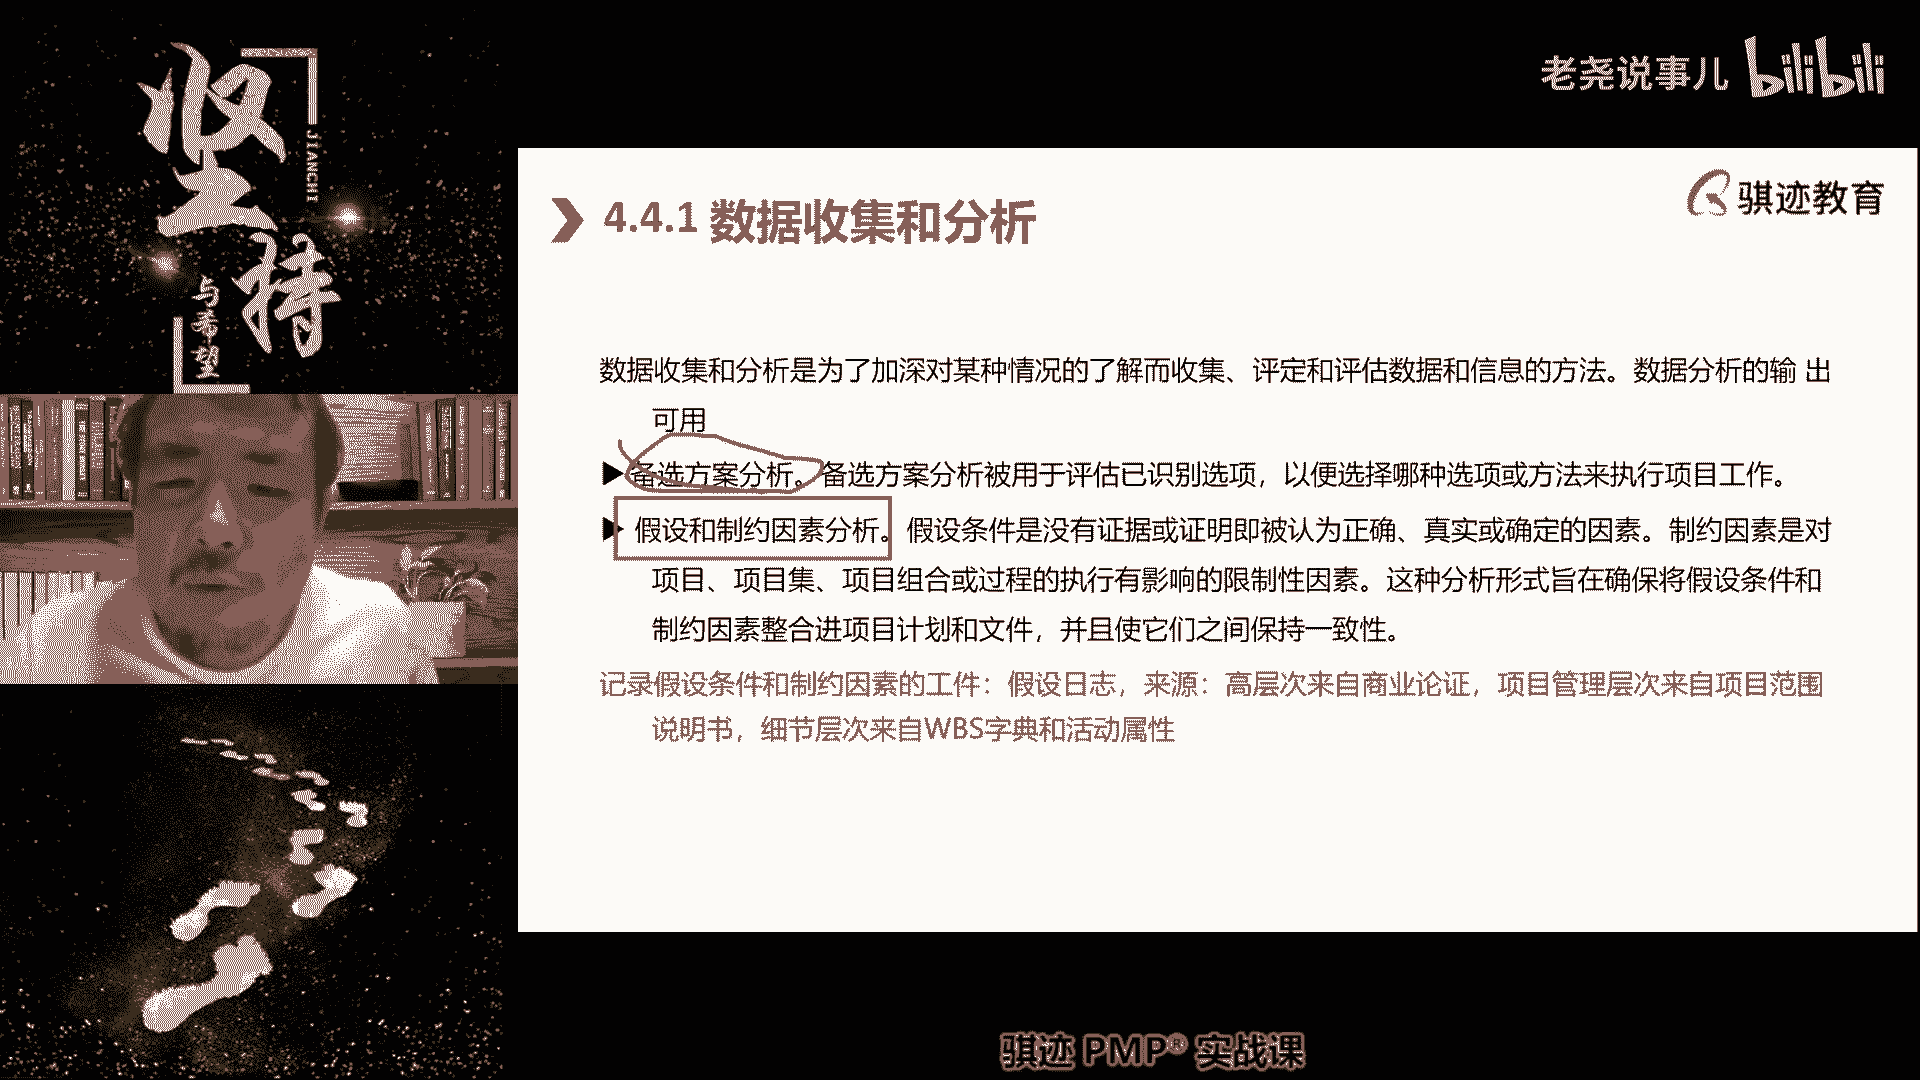 坚持
JIANCHI
与希望
老尧说事儿 bilibili
骐迹教育
4.4.1 数据收集和分析
数据收集和分析是为了加深对某种情况的了解而收集、评定和评估数据和信息的方法。数据分析的输 出
可用
▶备选方案分析。备选方案分析被用于评估已识别选项，以便选择哪种选项或方法来执行项目工作。
▶ 假设和制约因素分析。假设条件是没有证据或证明即被认为正确、真实或确定的因素。制约因素是对
项目、项目集、项目组合或过程的执行有影响的限制性因素。这种分析形式旨在确保将假设条件和
制约因素整合进项目计划和文件，并且使它们之间保持一致性。
记录假设条件和制约因素的工件：假设日志，来源：高层次来自商业论证，项目管理层次来自项目范围
说明书，细节层次来自WBS字典和活动属性
骐迹 PMP® 实战课